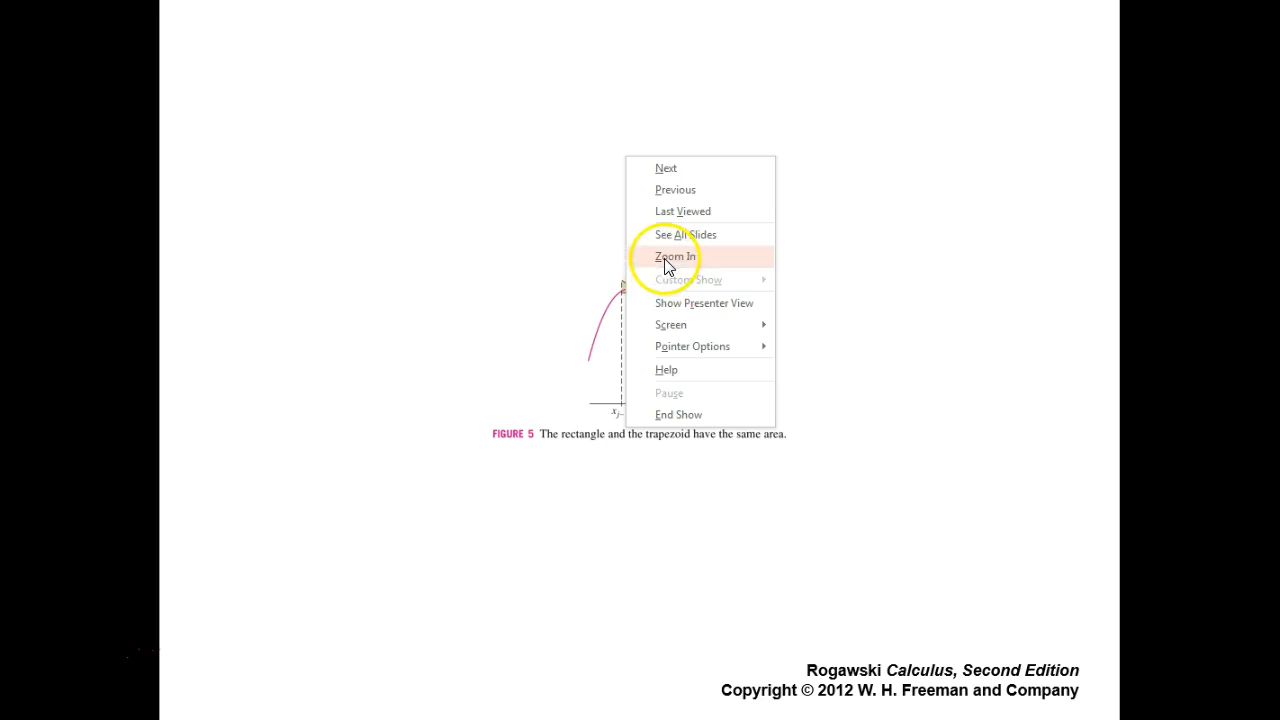 Next
Previous
Last Viewed
See All Slides
Zoom In
Custom Show
Show Presenter View
Screen
Pointer Options
Help
Pause
End Show
x j–
FIGURE 5 The rectangle and the trapezoid have the same area.
Rogawski Calculus, Second Edition
Copyright © 2012 W. H. Freeman and Company